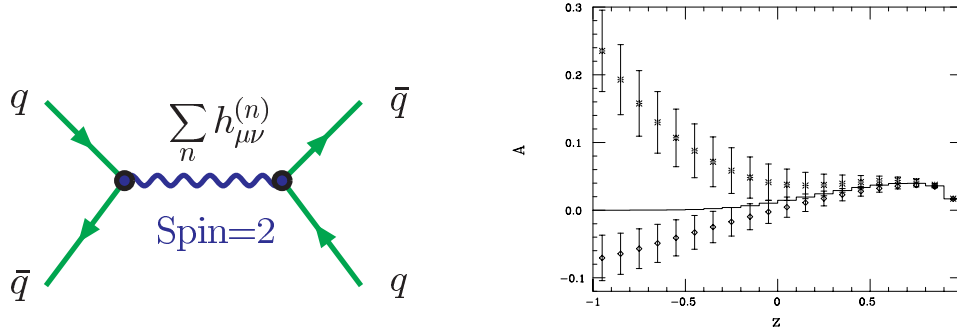 q
q̄
∑ₙ h_{μν}^{(n)}
Spin=2
q̄
q
A
0.3
0.2
0.1
0.0
-0.1
-1
-0.5
0
0.5
z